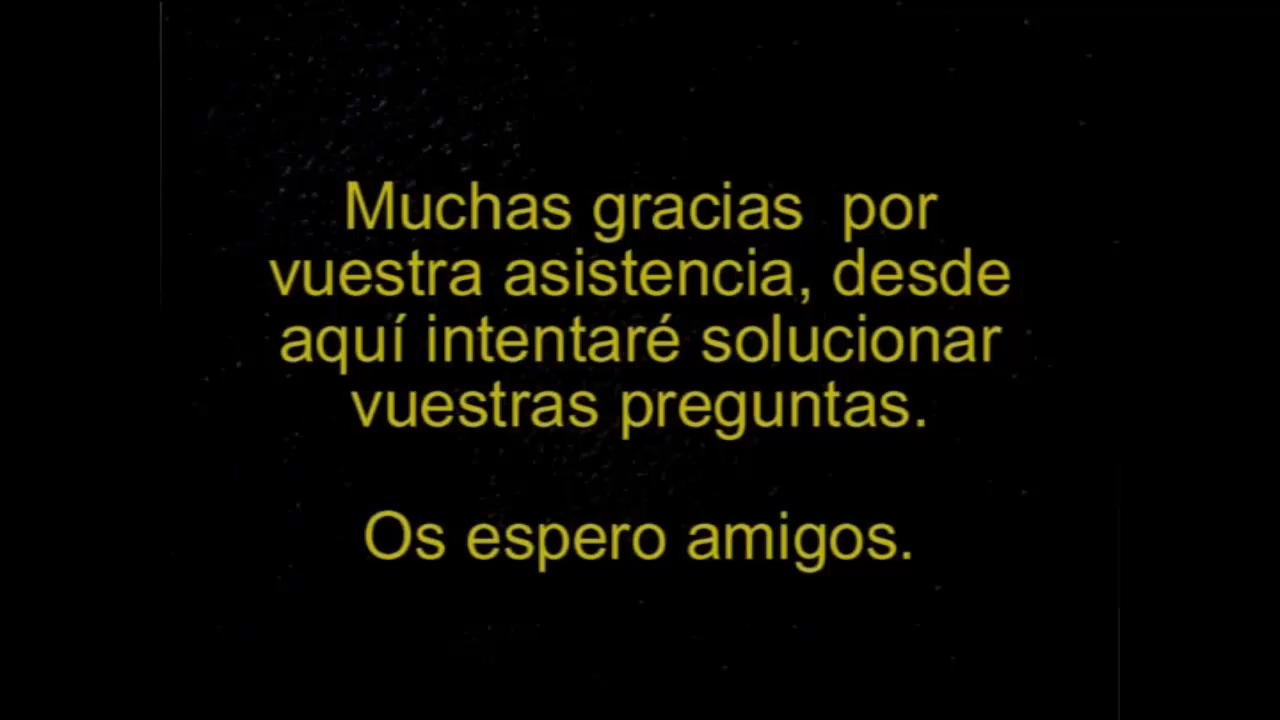 Muchas gracias  por
vuestra asistencia, desde
aquí intentaré solucionar
vuestras preguntas.
Os espero amigos.